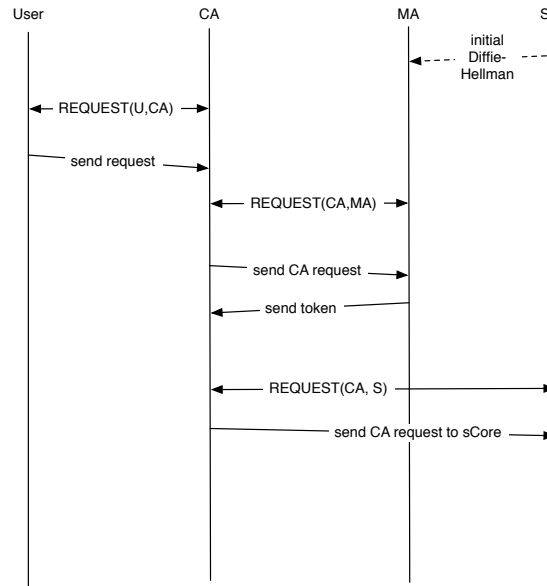 User CA MA S
initial
Diffie-
Hellman
REQUEST(U,CA)
send request
REQUEST(CA,MA)
send CA request
send token
REQUEST(CA, S)
send CA request to sCore